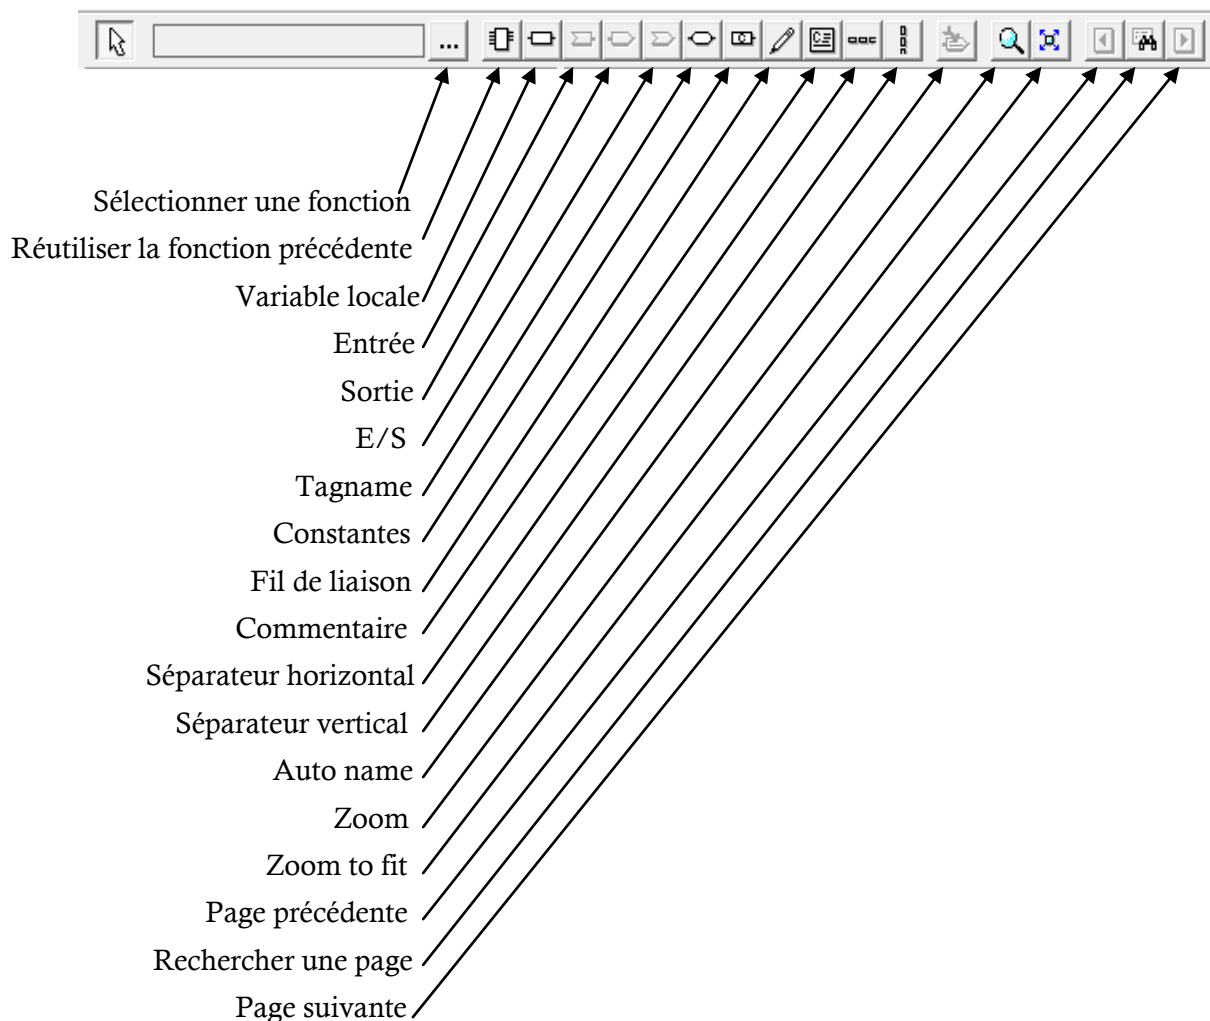 ...
Sélectionner une fonction
Réutiliser la fonction précédente
Variable locale
Entrée
Sortie
E/S
Tagname
Constantes
Fil de liaison
Commentaire
Séparateur horizontal
Séparateur vertical
Auto name
Zoom
Zoom to fit
Page précédente
Rechercher une page
Page suivante